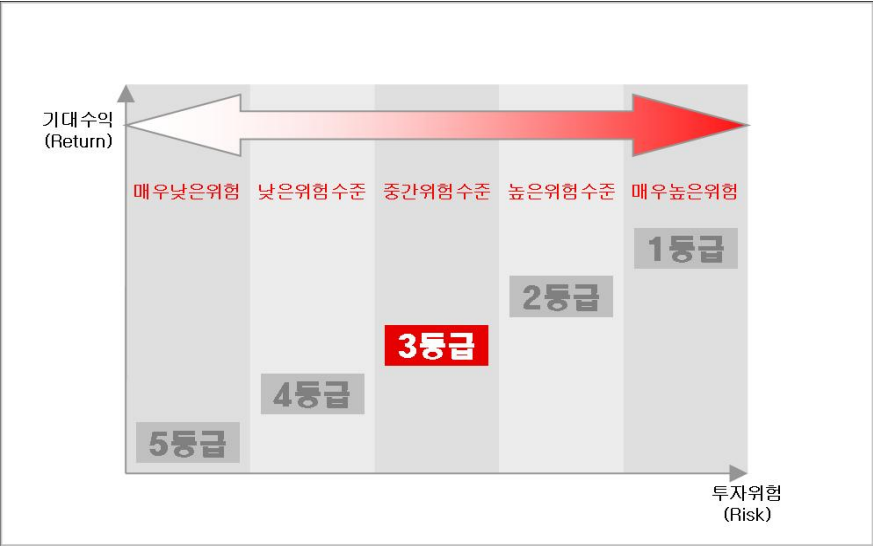 기대수익
(Return)
매우낮은위험 낮은위험수준 중간위험수준 높은위험수준 매우높은위험
1등급
2등급
3등급
4등급
5등급
투자위험
(Risk)